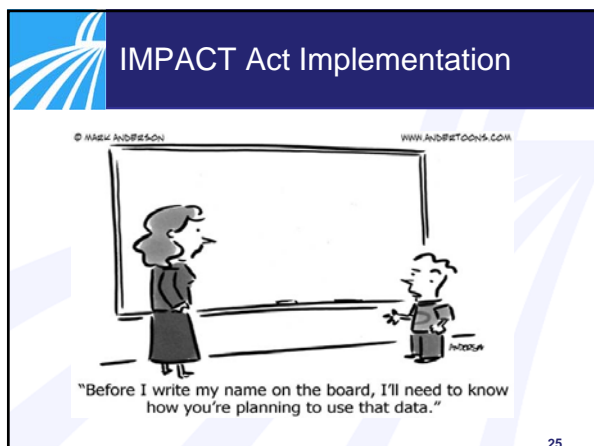 IMPACT Act Implementation
© MARK ANDERSON
WWW.ANDERTOONS.COM
ANDERSON
"Before I write my name on the board, I'll need to know
how you're planning to use that data."
25